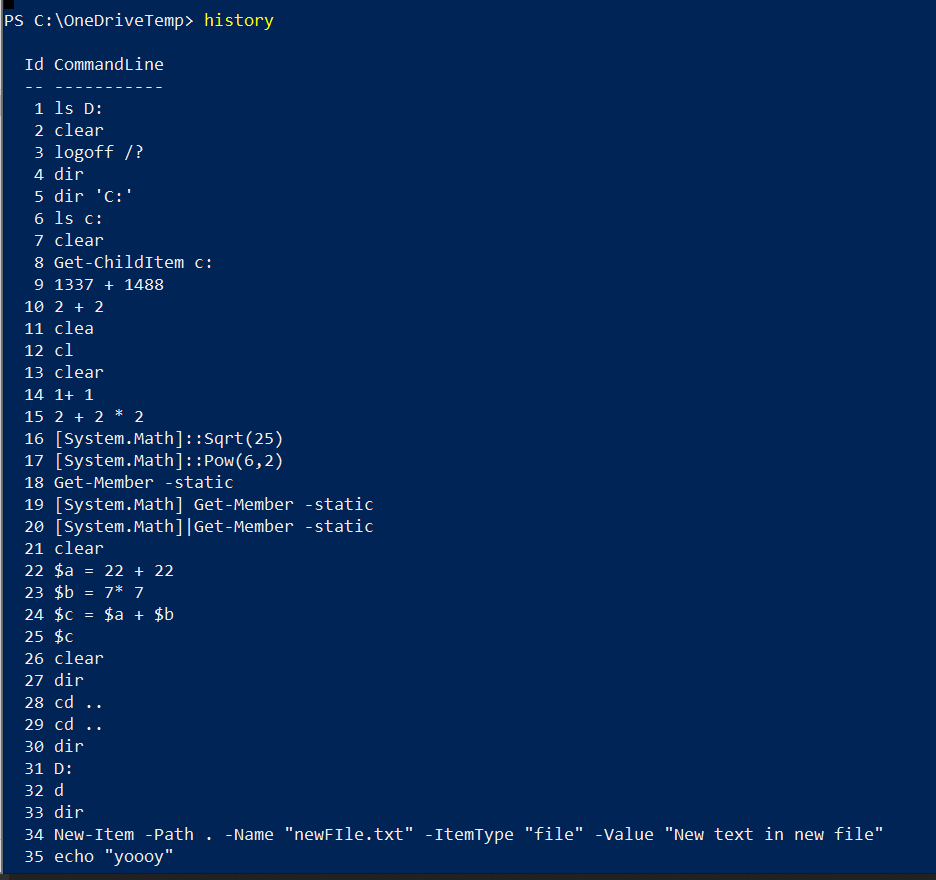 PS C:\OneDriveTemp> history
Id CommandLine
-- -----------
1 ls D:
2 clear
3 logoff /?
4 dir
5 dir 'C:'
6 ls c:
7 clear
8 Get-ChildItem c:
9 1337 + 1488
10 2 + 2
11 clea
12 cl
13 clear
14 1+ 1
15 2 + 2 * 2
16 [System.Math]::Sqrt(25)
17 [System.Math]::Pow(6,2)
18 Get-Member -static
19 [System.Math] Get-Member -static
20 [System.Math]|Get-Member -static
21 clear
22 $a = 22 + 22
23 $b = 7* 7
24 $c = $a + $b
25 $c
26 clear
27 dir
28 cd ..
29 cd ..
30 dir
31 D:
32 d
33 dir
34 New-Item -Path . -Name "newFIle.txt" -ItemType "file" -Value "New text in new file"
35 echo "yoooy"